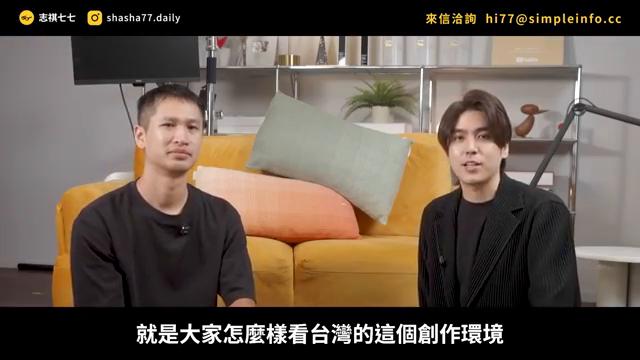 志祺七七 shasha77.daily
來信洽詢 hi77@simpleinfo.cc
就是大家怎麼樣看台灣的這個創作環境